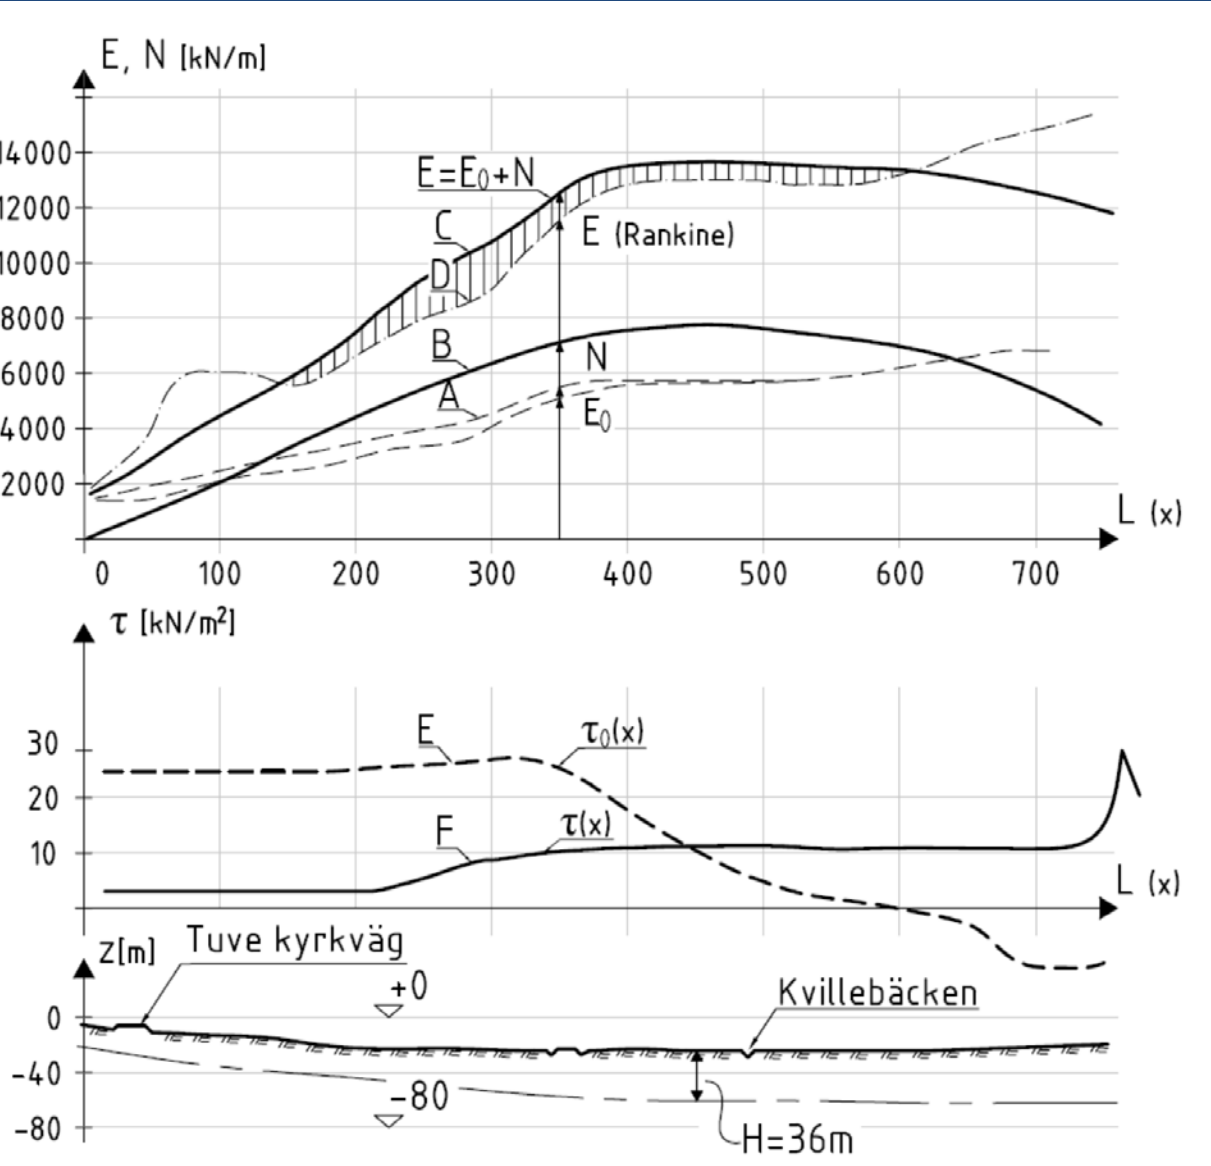 E, N [kN/m]
14000
E=E₀+N
12000
C
E (Rankine)
10000
D
8000
B
N
6000
A
E₀
4000
2000
L (x)
0 100 200 300 400 500 600 700
τ [kN/m²]
30
E
τ₀(x)
20
F
τ(x)
10
L (x)
Z[m]
Tuve kyrkväg
+0
Kvillebäcken
0
-40
-80
-80
H=36m